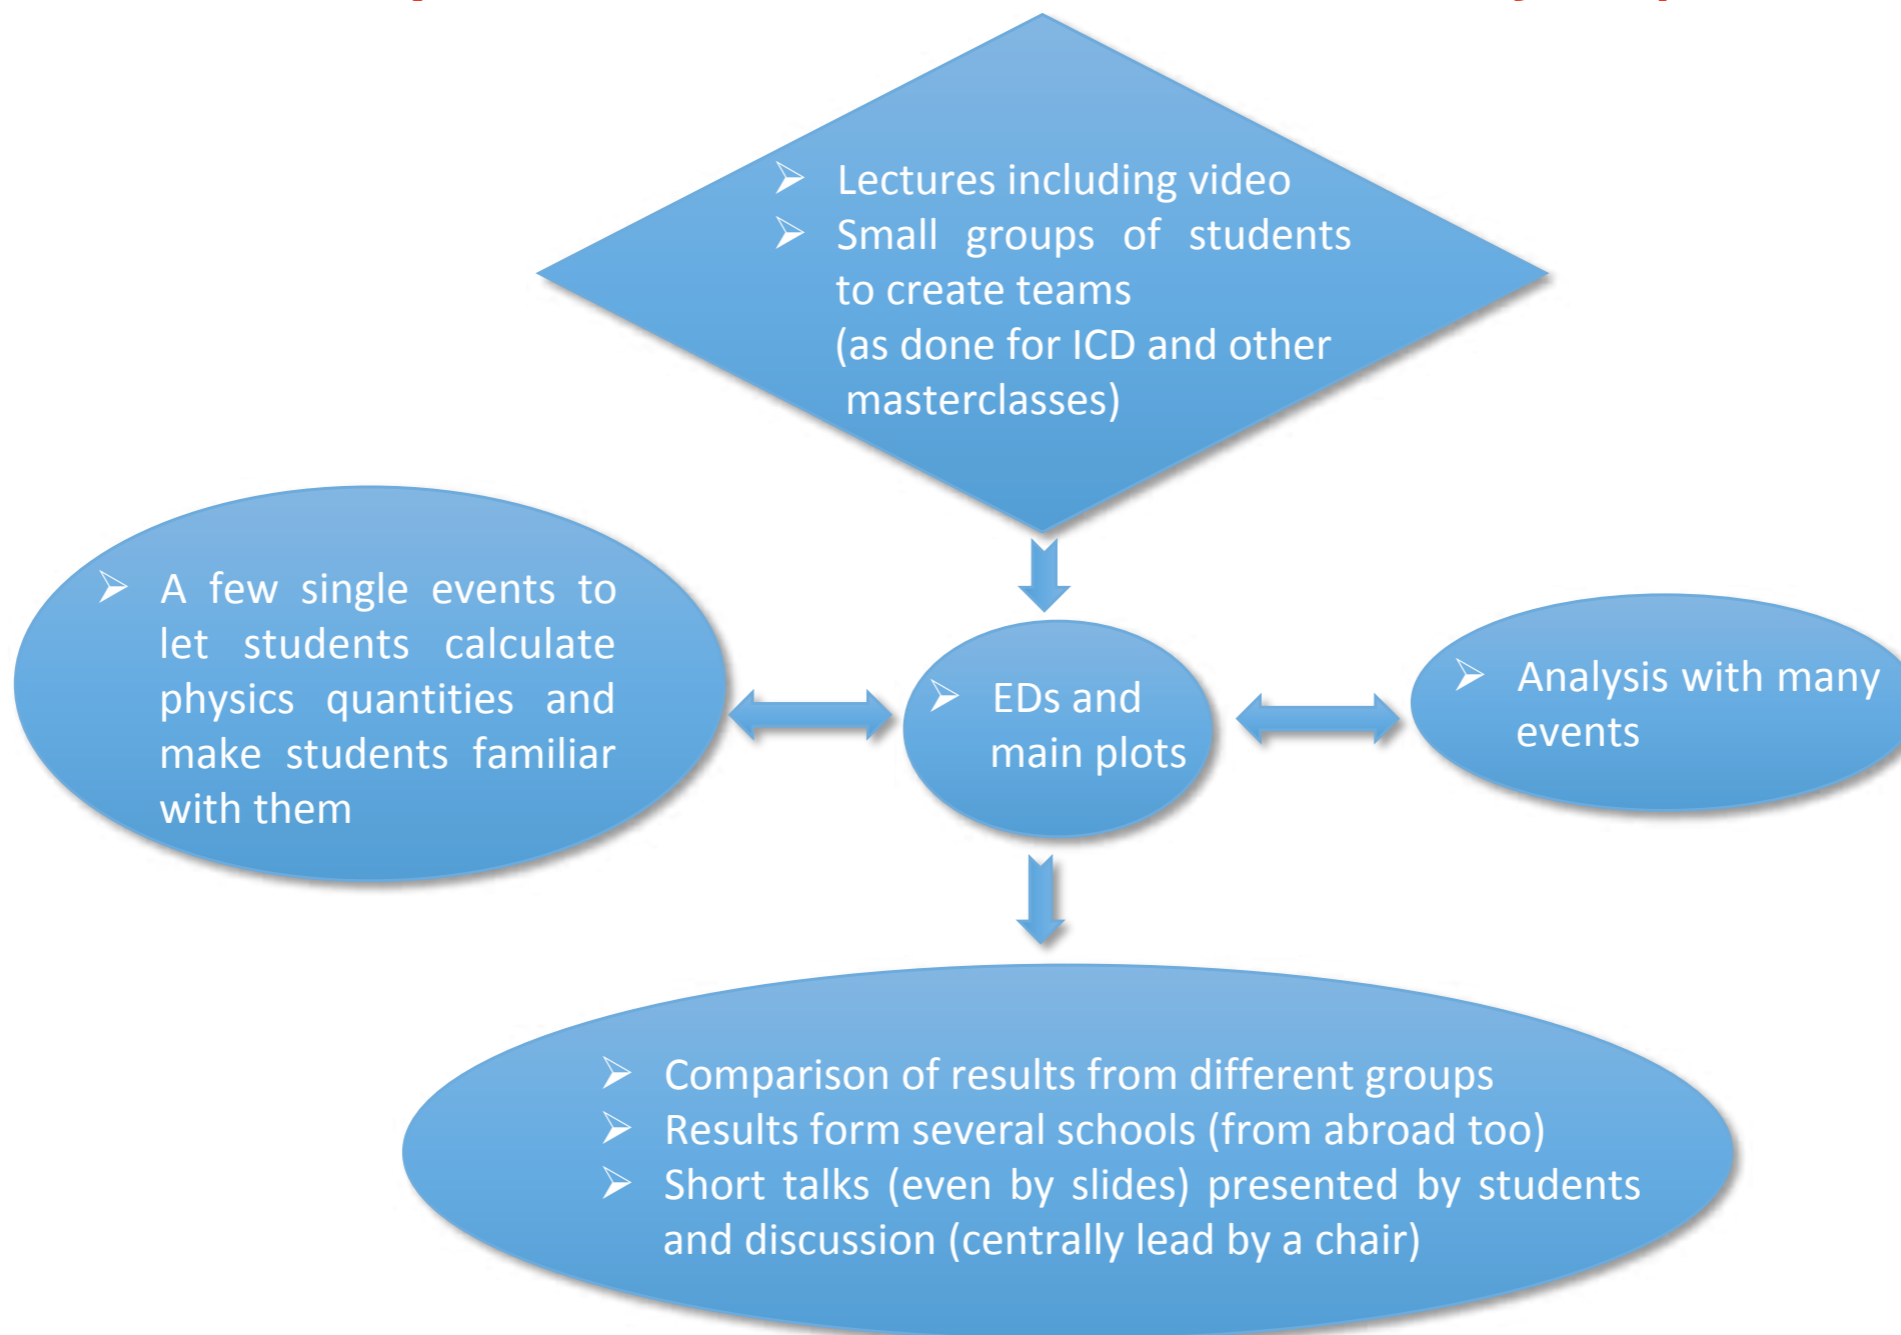 ➢ Lectures including video
➢ Small groups of students
to create teams
(as done for ICD and other
masterclasses)
➢ A few single events to
let students calculate
physics quantities and
make students familiar
with them
➢ EDs and
main plots
➢ Analysis with many
events
➢ Comparison of results from different groups
➢ Results form several schools (from abroad too)
➢ Short talks (even by slides) presented by students
and discussion (centrally lead by a chair)